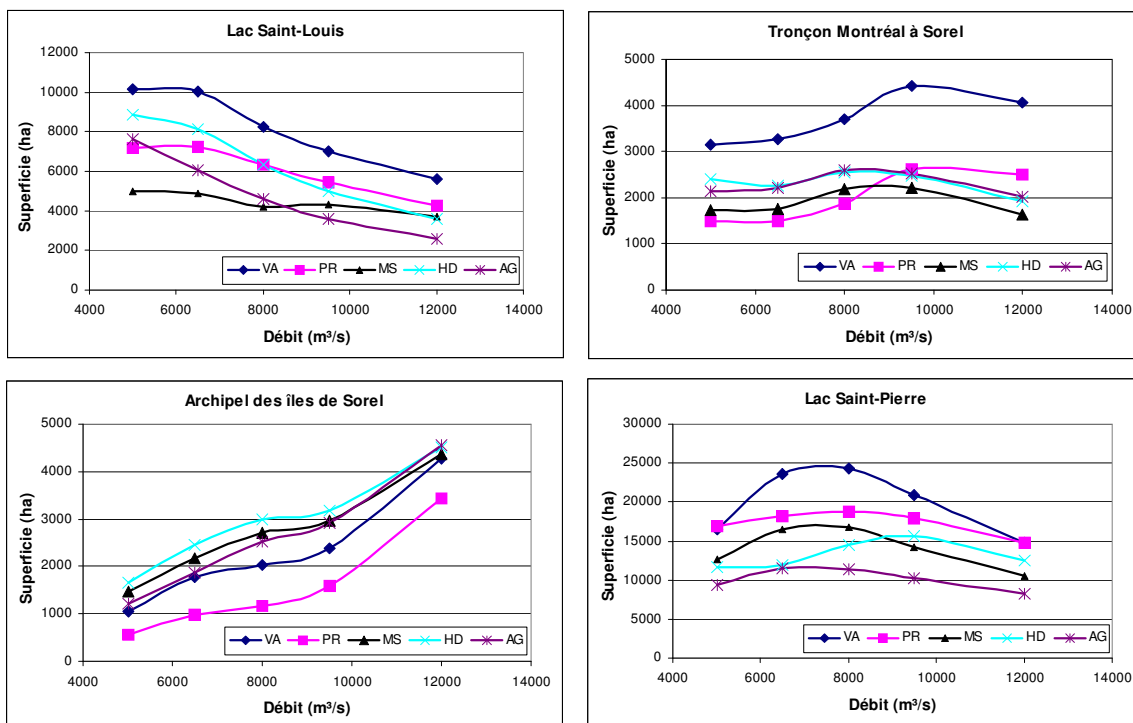 Lac Saint-Louis
12000
10000
8000
6000
4000
2000
0
Superficie (ha)
VA PR MS HD AG
4000 6000 8000 10000 12000 14000
Débit (m³/s)
Tronçon Montréal à Sorel
5000
4000
3000
2000
1000
0
Superficie (ha)
VA PR MS HD AG
4000 6000 8000 10000 12000 14000
Débit (m³/s)
Archipel des îles de Sorel
5000
4000
3000
2000
1000
0
Superficie (ha)
VA PR MS HD AG
4000 6000 8000 10000 12000 14000
Débit (m³/s)
Lac Saint-Pierre
30000
25000
20000
15000
10000
5000
0
Superficie (ha)
VA PR MS HD AG
4000 6000 8000 10000 12000 14000
Débit (m³/s)